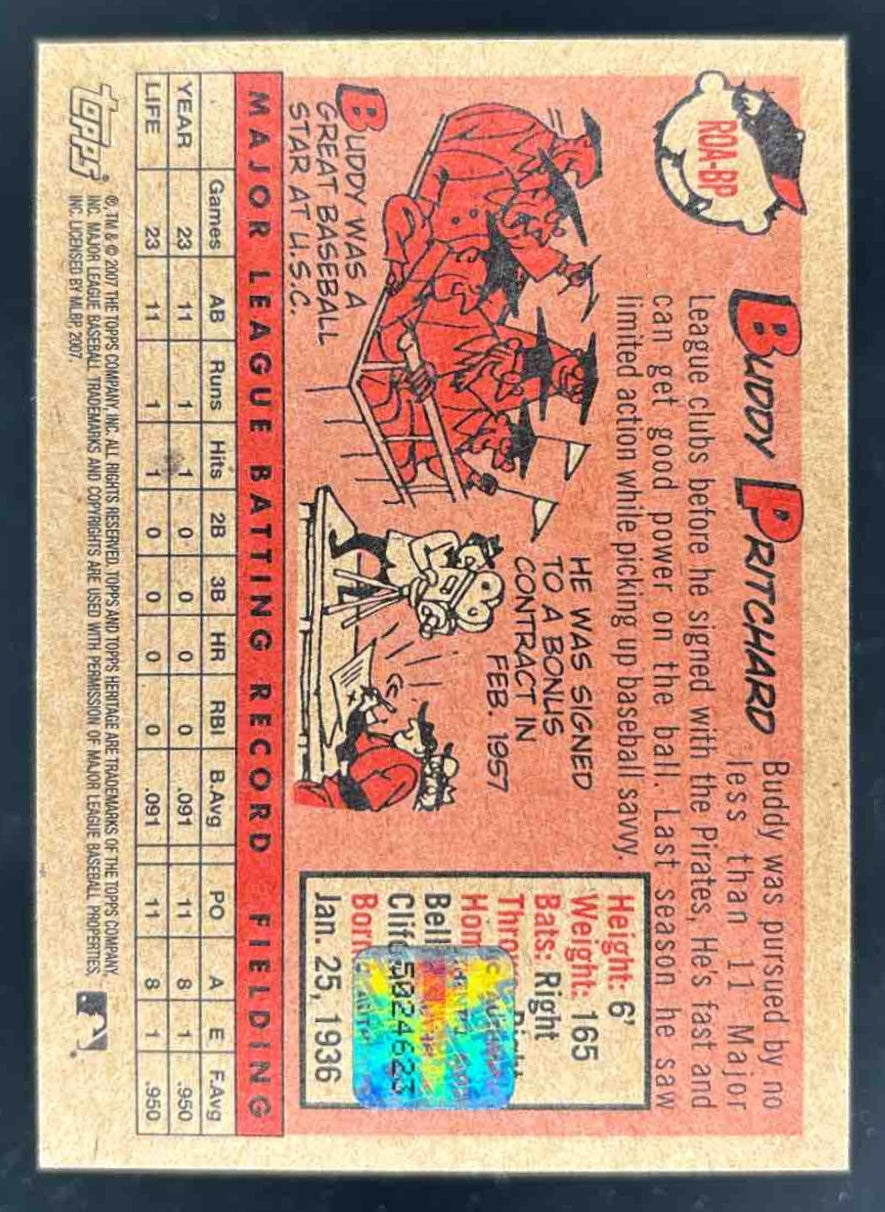 ROA-BP
BUDDY PRITCHARD
Buddy was pursued by no
less than 11 Major
League clubs before he signed with the Pirates, He's fast and
can get good power on the ball. Last season he saw
limited action while picking up baseball savvy.
BUDDY WAS A
GREAT BASEBALL
STAR AT U.S.C..
HE WAS SIGNED
TO A BONUS
CONTRACT IN
FEB. 1957
Height: 6'
Weight: 165
Bats: Right
Jan. 25, 1936
5024623
MAJOR LEAGUE BATTING RECORD FIELDING
Games AB Runs Hits 2B 3B HR RBI B.Avg PO A E F.Avg
YEAR 23 11 1 1 0 0 0 0 .091 11 8 1 .950
LIFE 23 11 1 1 0 0 0 0 .091 11 8 1 .950
topps
®, TM & © 2007 THE TOPPS COMPANY, INC. ALL RIGHTS RESERVED. TOPPS AND TOPPS HERITAGE ARE TRADEMARKS OF THE TOPPS COMPANY,
INC. MAJOR LEAGUE BASEBALL TRADEMARKS AND COPYRIGHTS ARE USED WITH PERMISSION OF MAJOR LEAGUE BASEBALL PROPERTIES,
INC. LICENSED BY MLBP, 2007.